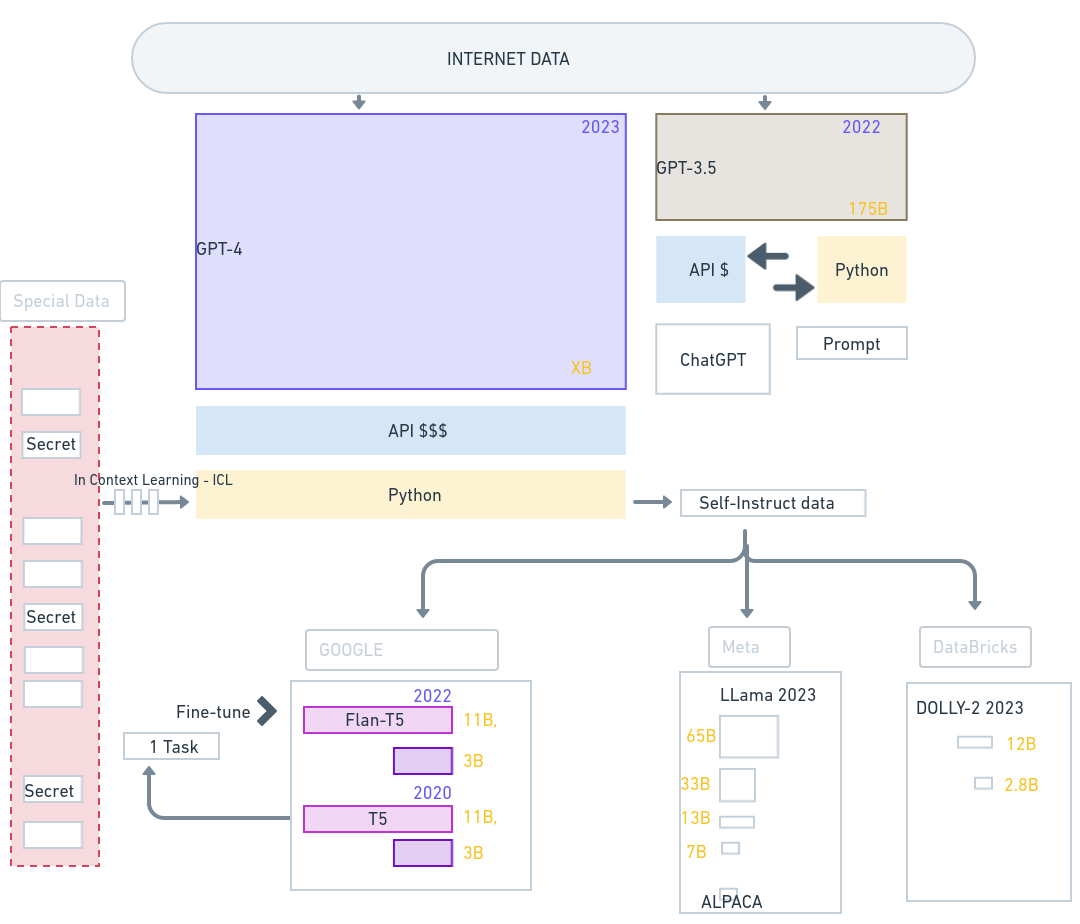 INTERNET DATA
2023
GPT-4
XB
2022
GPT-3.5
175B
API $
Python
ChatGPT
Prompt
API $$$
Python
Special Data
Secret
Secret
Secret
In Context Learning - ICL
Self-Instruct data
GOOGLE
2022
Flan-T5
11B,
3B
2020
T5
11B,
3B
Fine-tune
1 Task
Meta
LLama 2023
65B
33B
13B
7B
ALPACA
DataBricks
DOLLY-2 2023
12B
2.8B